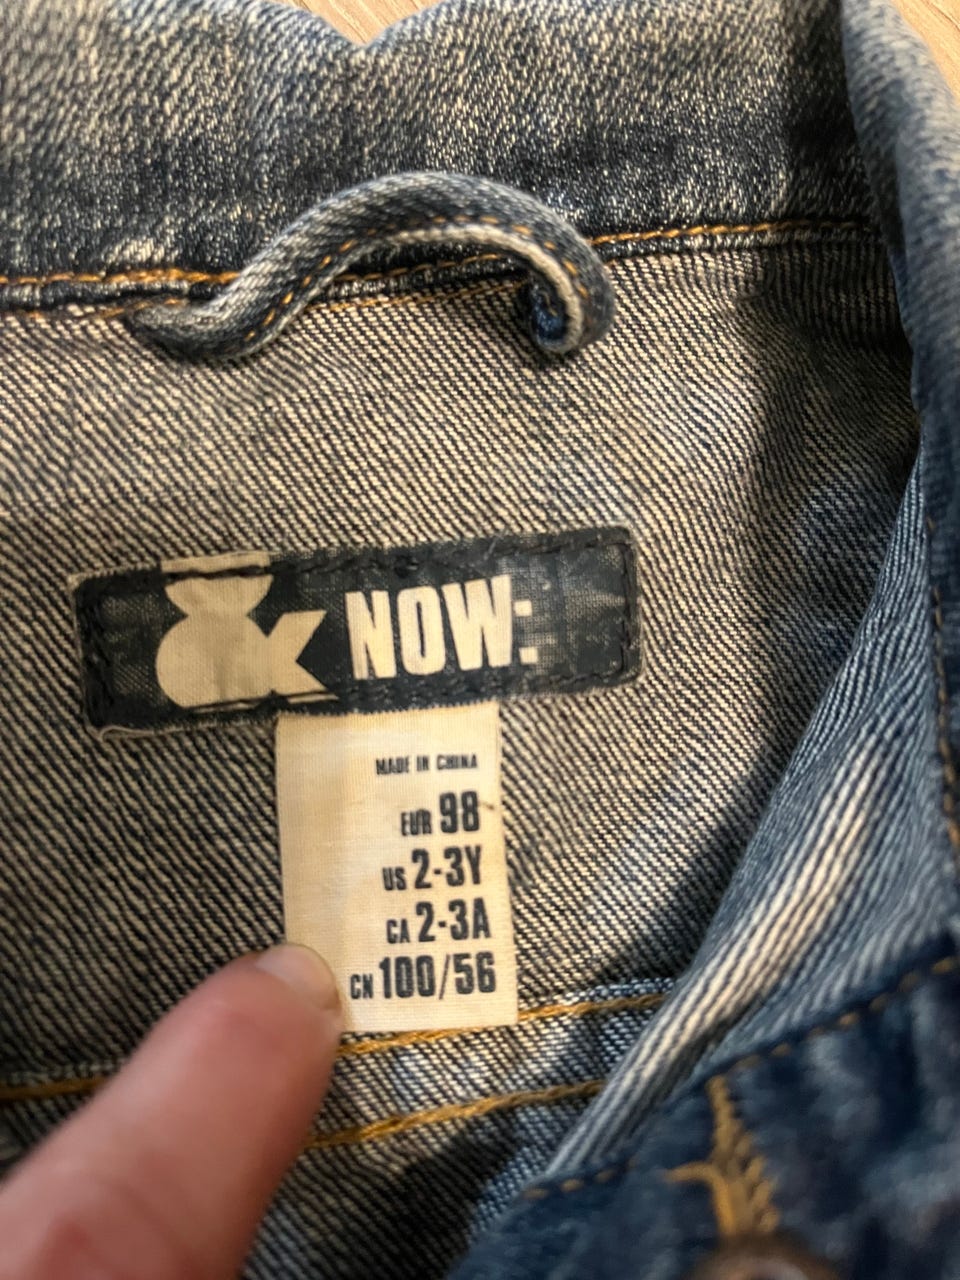 & NOW:
MADE IN CHINA
EUR 98
US 2-3Y
CA 2-3A
CN 100/56